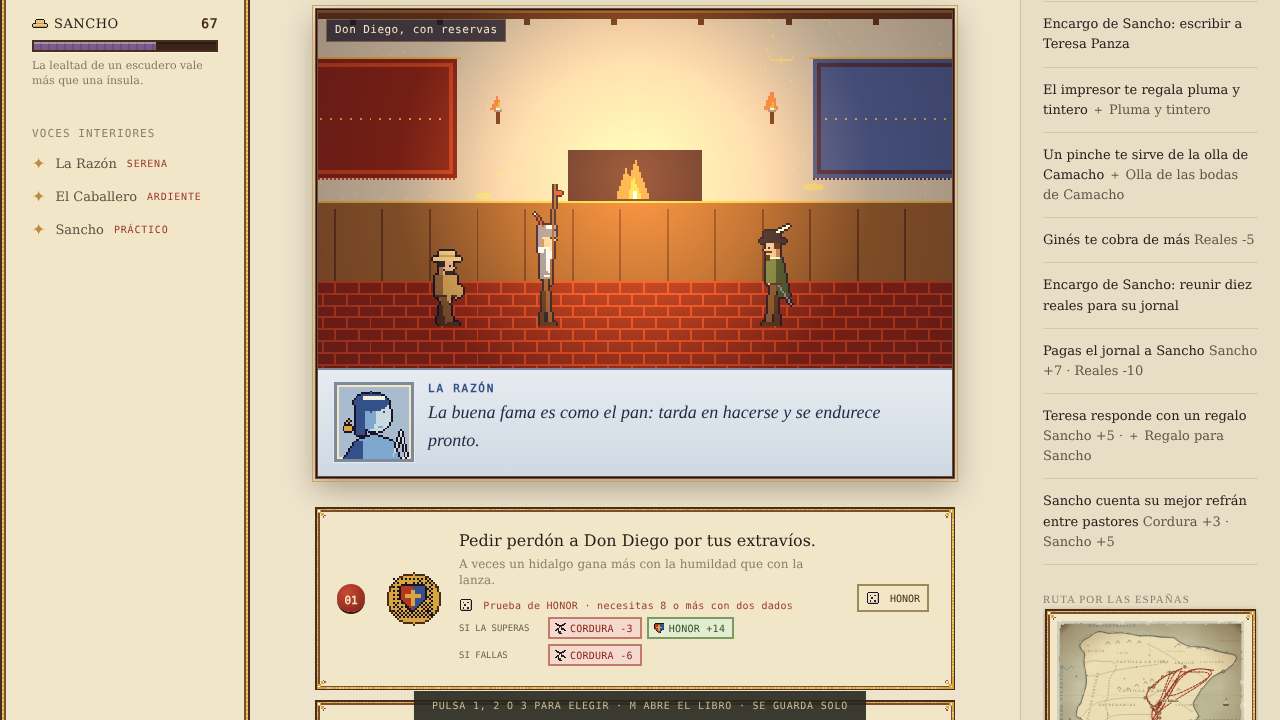 SANCHO 67
La lealtad de un escudero vale
más que una ínsula.
VOCES INTERIORES
La Razón SERENA
El Caballero ARDIENTE
Sancho PRÁCTICO
Don Diego, con reservas
LA RAZÓN
La buena fama es como el pan: tarda en hacerse y se endurece
pronto.
01
Pedir perdón a Don Diego por tus extravíos.
A veces un hidalgo gana más con la humildad que con la
lanza.
Prueba de HONOR · necesitas 8 o más con dos dados
SI LA SUPERAS CORDURA -3 HONOR +14
SI FALLAS CORDURA -6
HONOR
PULSA 1, 2 O 3 PARA ELEGIR · M ABRE EL LIBRO · SE GUARDA SOLO
Encargo de Sancho: escribir a
Teresa Panza
El impresor te regala pluma y
tintero + Pluma y tintero
Un pinche te sirve de la olla de
Camacho + Olla de las bodas
de Camacho
Ginés te cobra de más Reales -5
Encargo de Sancho: reunir diez
reales para su jornal
Pagas el jornal a Sancho Sancho
+7 · Reales -10
Teresa responde con un regalo
Sancho +5 · + Regalo para
Sancho
Sancho cuenta su mejor refrán
entre pastores Cordura +3 ·
Sancho +5
RUTA POR LAS ESPAÑAS